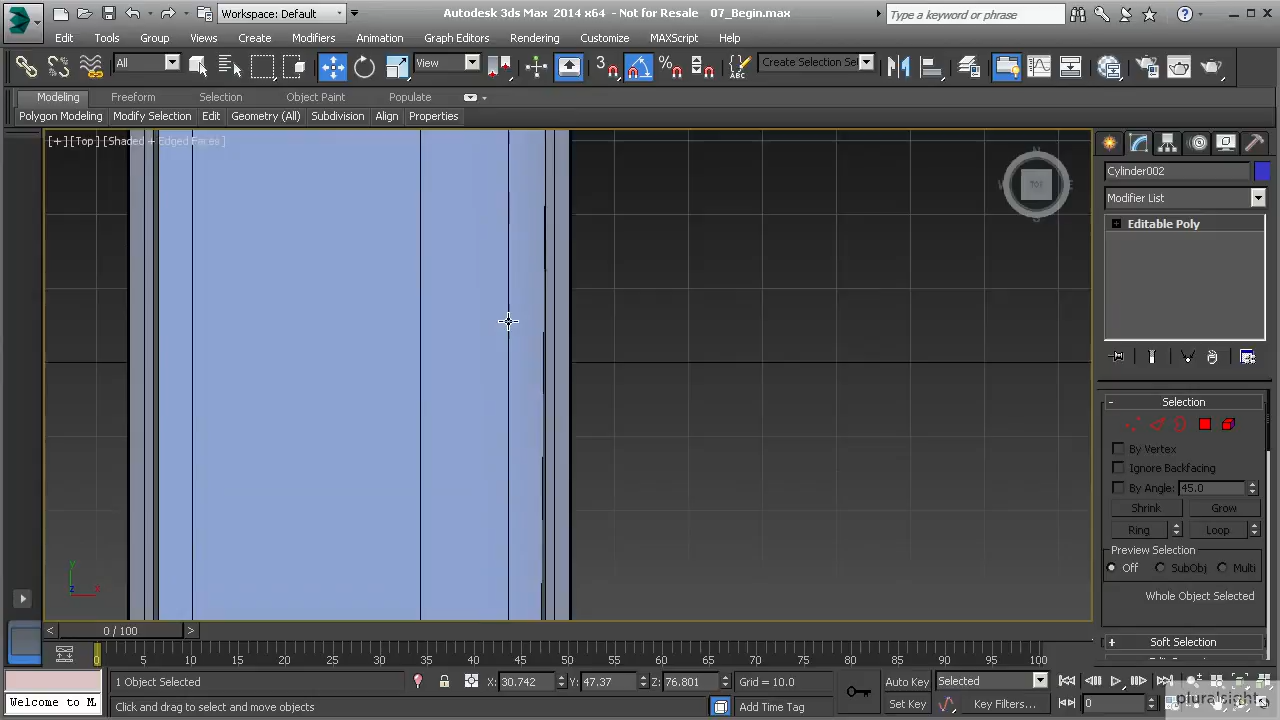 Workspace: Default
Autodesk 3ds Max 2014 x64 - Not for Resale 07_Begin.max
Type a keyword or phrase
Edit Tools Group Views Create Modifiers Animation Graph Editors Rendering Customize MAXScript Help
All View 3 Create Selection Se
Modeling Freeform Selection Object Paint Populate
Polygon Modeling Modify Selection Edit Geometry (All) Subdivision Align Properties
[+][Top][Shaded + Edged Faces]
N
TOP
Cylinder002
Modifier List
Editable Poly
Selection
By Vertex
Ignore Backfacing
By Angle: 45.0
Shrink Grow
Ring Loop
Preview Selection
Off SubObj Multi
Whole Object Selected
Soft Selection
y
z x
< 0 / 100 >
0 5 10 15 20 25 30 35 40 45 50 55 60 65 70 75 80 85 90 95 100
1 Object Selected X: 30.742 Y: 47.37 Z: 76.801 Grid = 10.0 Auto Key Selected
Welcome to M Click and drag to select and move objects Add Time Tag Set Key Key Filters... 0
pluralsight